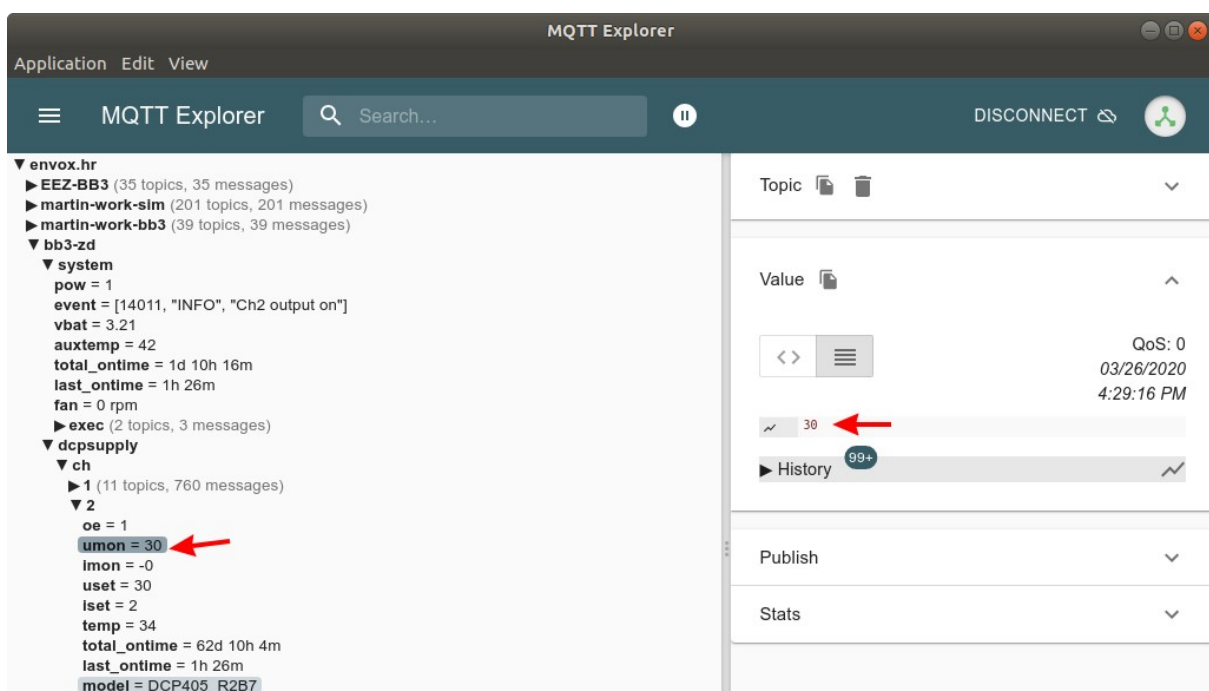 MQTT Explorer
Application Edit View
MQTT Explorer
Search...
DISCONNECT
▼ envox.hr
▶ EEZ-BB3 (35 topics, 35 messages)
▶ martin-work-sim (201 topics, 201 messages)
▶ martin-work-bb3 (39 topics, 39 messages)
▼ bb3-zd
▼ system
pow = 1
event = [14011, "INFO", "Ch2 output on"]
vbat = 3.21
auxtemp = 42
total_ontime = 1d 10h 16m
last_ontime = 1h 26m
fan = 0 rpm
▶ exec (2 topics, 3 messages)
▼ dcpsupply
▼ ch
▶ 1 (11 topics, 760 messages)
▼ 2
oe = 1
umon = 30
imon = -0
uset = 30
iset = 2
temp = 34
total_ontime = 62d 10h 4m
last_ontime = 1h 26m
model = DCP405_R2B7
Topic
Value
QoS: 0
03/26/2020
4:29:16 PM
30
▶ History 99+
Publish
Stats